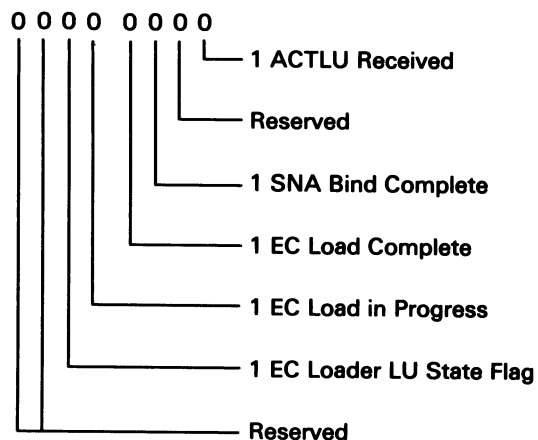 0 0 0 0 0 0 0 0
1 ACTLU Received
Reserved
1 SNA Bind Complete
1 EC Load Complete
1 EC Load in Progress
1 EC Loader LU State Flag
Reserved